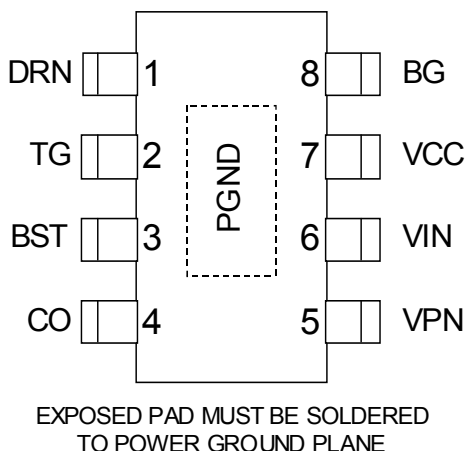 DRN 1 8 BG
TG 2 7 VCC
BST 3 6 VIN
CO 4 5 VPN
PGND
EXPOSED PAD MUST BE SOLDERED
TO POWER GROUND PLANE